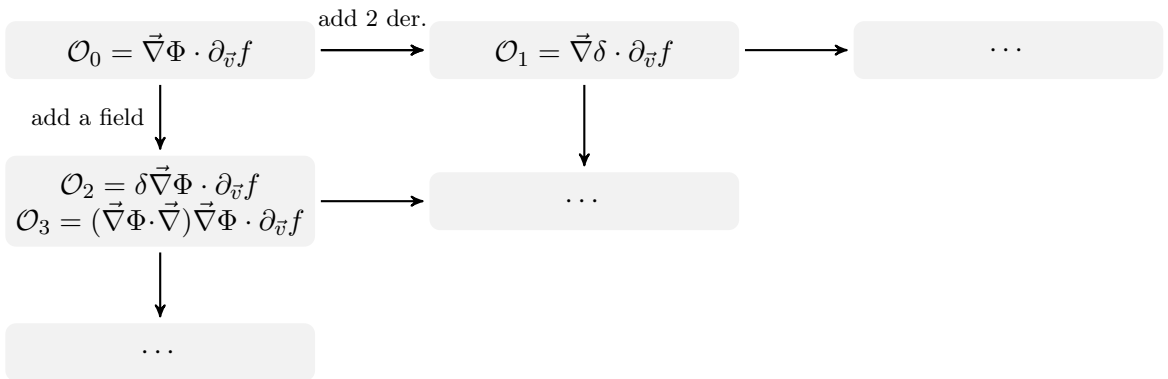 𝒪₀ = ∇⃗Φ · ∂_v⃗ f
add 2 der.
𝒪₁ = ∇⃗δ · ∂_v⃗ f
···
add a field
𝒪₂ = δ∇⃗Φ · ∂_v⃗ f
𝒪₃ = (∇⃗Φ·∇⃗)∇⃗Φ · ∂_v⃗ f
···
···